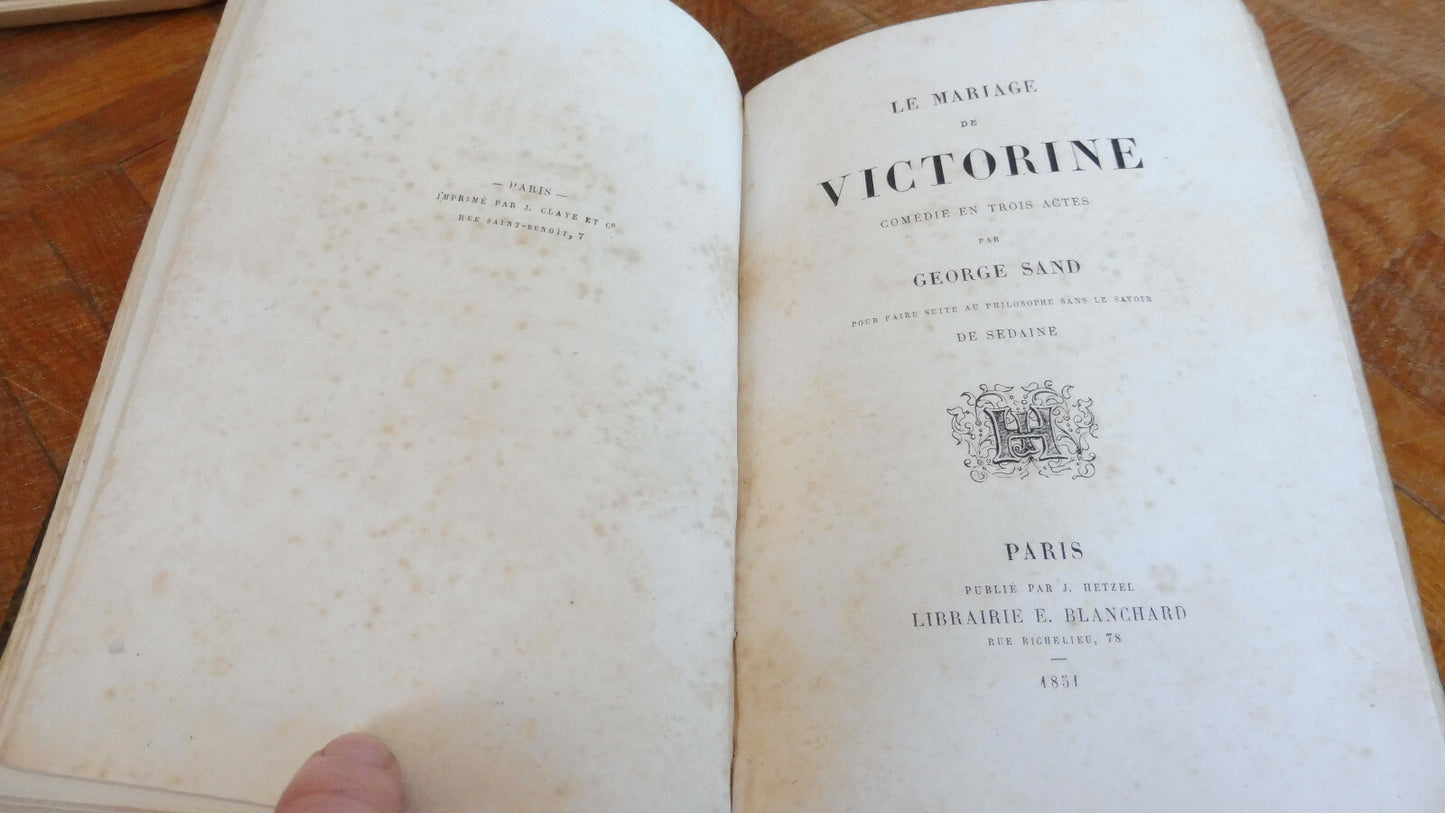 — PARIS —
IMPRIMÉ PAR J. CLAYE ET Cº
RUE SAINT-BENOÎT, 7
LE MARIAGE
DE
VICTORINE
COMÉDIE EN TROIS ACTES
PAR
GEORGE SAND
POUR FAIRE SUITE AU PHILOSOPHE SANS LE SAVOIR
DE SEDAINE
JH
PARIS
PUBLIÉ PAR J. HETZEL
LIBRAIRIE E. BLANCHARD
RUE RICHELIEU, 78
—
1851